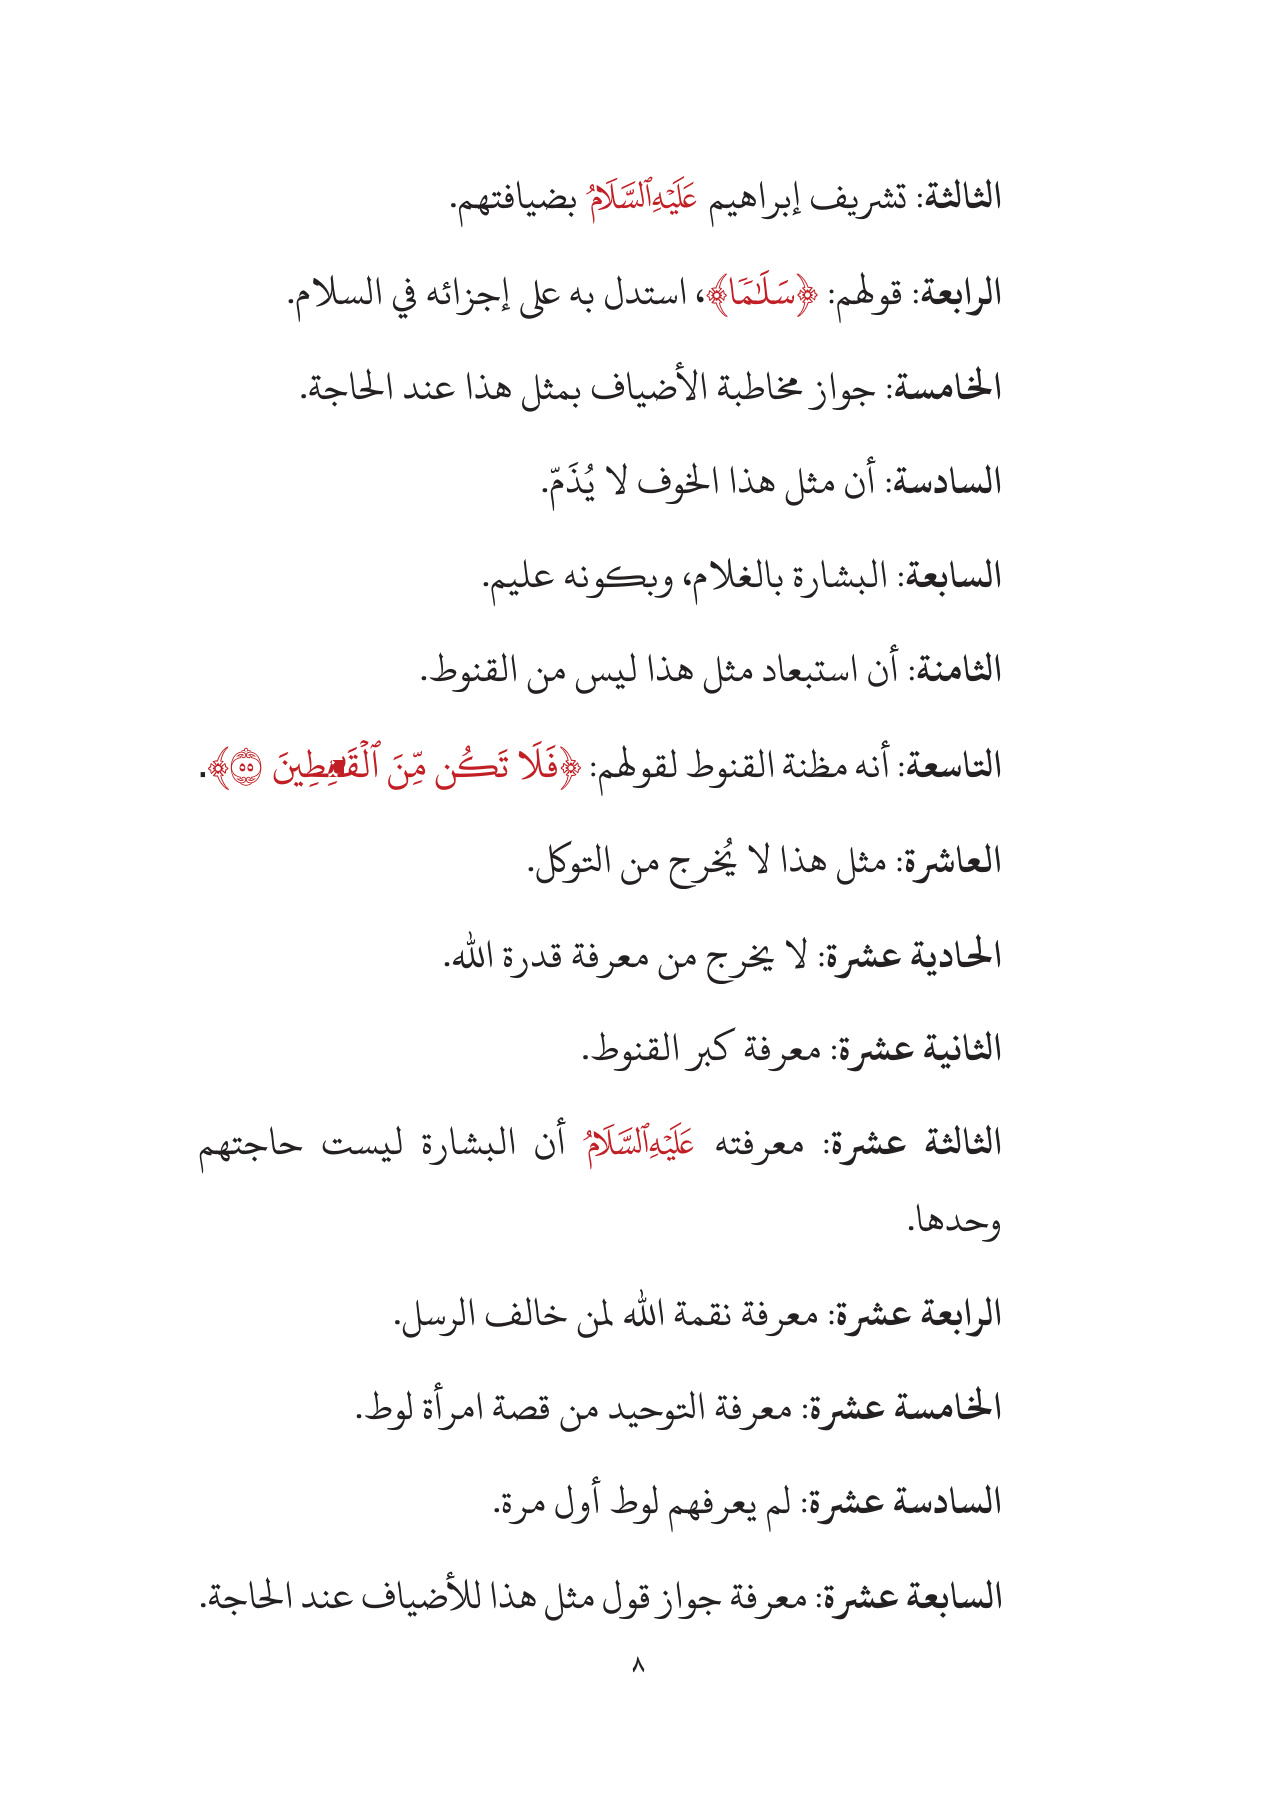 الثالثة: تشريف إبراهيم عَلَيْهِ ٱلسَّلَامُ بضيافتهم.
الرابعة: قولهم: ﴿سَلَٰمًا﴾، استدل به على إجزائه في السلام.
الخامسة: جواز مخاطبة الأضياف بمثل هذا عند الحاجة.
السادسة: أن مثل هذا الخوف لا يُذَمّ.
السابعة: البشارة بالغلام، وبكونه عليم.
الثامنة: أن استبعاد مثل هذا ليس من القنوط.
التاسعة: أنه مظنة القنوط لقولهم: ﴿فَلَا تَكُن مِّنَ ٱلْقَٰنِطِينَ ٥٥﴾.
العاشرة: مثل هذا لا يُخرج من التوكل.
الحادية عشرة: لا يخرج من معرفة قدرة الله.
الثانية عشرة: معرفة كبر القنوط.
الثالثة عشرة: معرفته عَلَيْهِ ٱلسَّلَامُ أن البشارة ليست حاجتهم
وحدها.
الرابعة عشرة: معرفة نقمة الله لمن خالف الرسل.
الخامسة عشرة: معرفة التوحيد من قصة امرأة لوط.
السادسة عشرة: لم يعرفهم لوط أول مرة.
السابعة عشرة: معرفة جواز قول مثل هذا للأضياف عند الحاجة.
٨